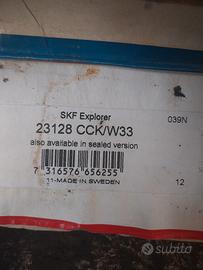 SKF Explorer
039N
23128 CCK/W33
also available in sealed version
7 316576 656255
11-MADE IN SWEDEN
12
subito